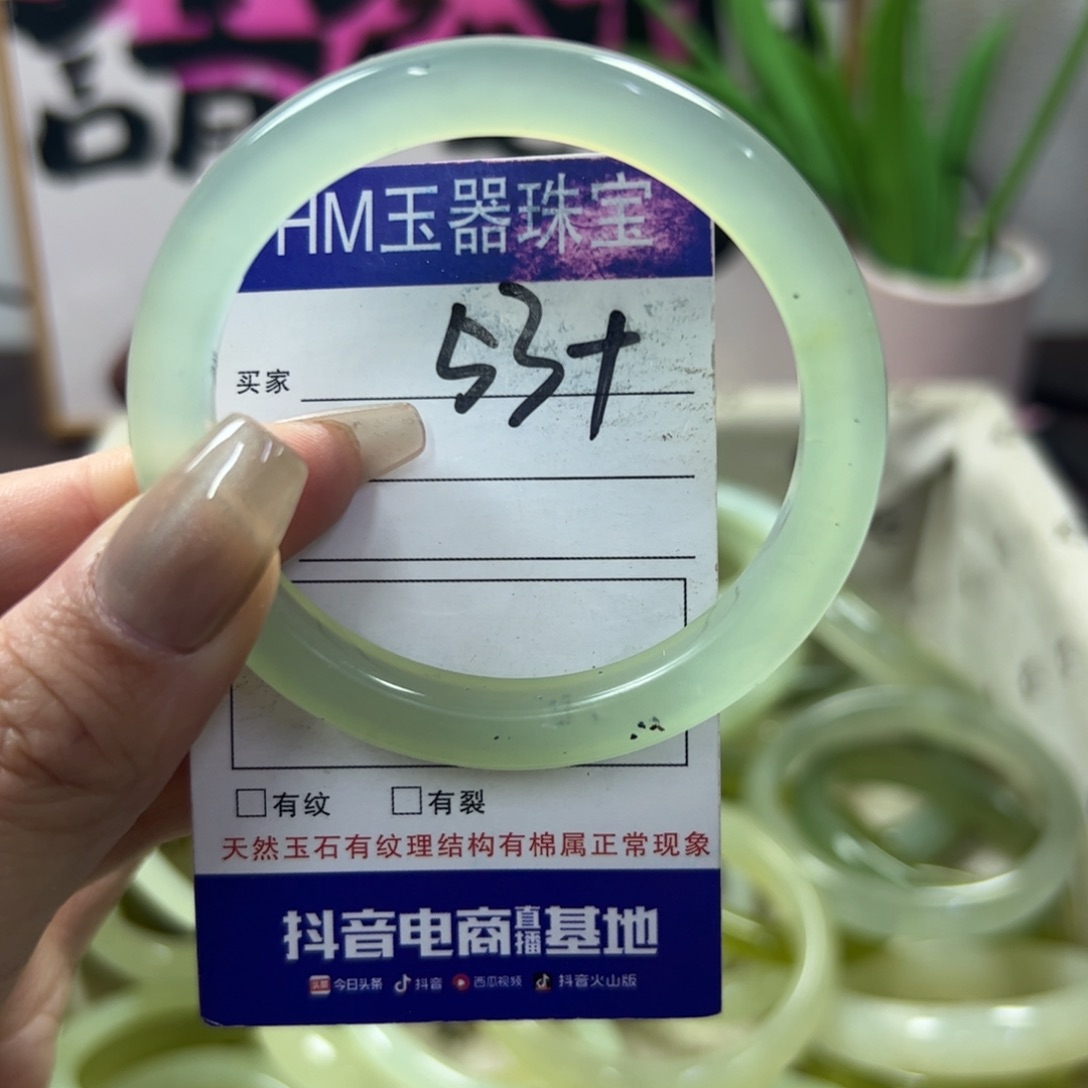 HM玉器珠宝
53+
买家
有纹 有裂
天然玉石有纹理结构有棉属正常现象
抖音电商直播基地
头条 今日头条 抖音 西瓜视频 抖音火山版